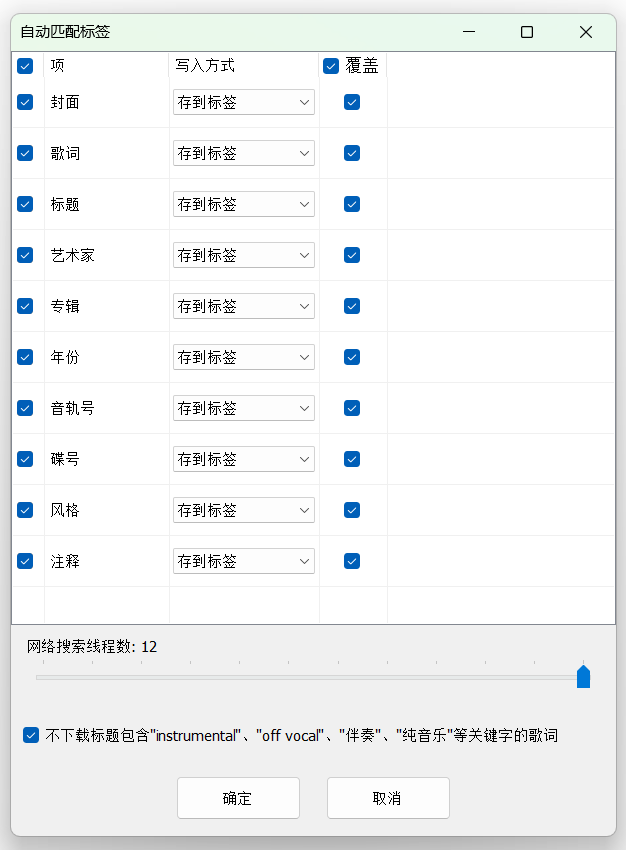 自动匹配标签
项 写入方式 覆盖
封面 存到标签
歌词 存到标签
标题 存到标签
艺术家 存到标签
专辑 存到标签
年份 存到标签
音轨号 存到标签
碟号 存到标签
风格 存到标签
注释 存到标签
网络搜索线程数: 12
不下载标题包含"instrumental"、"off vocal"、"伴奏"、"纯音乐"等关键字的歌词
确定 取消